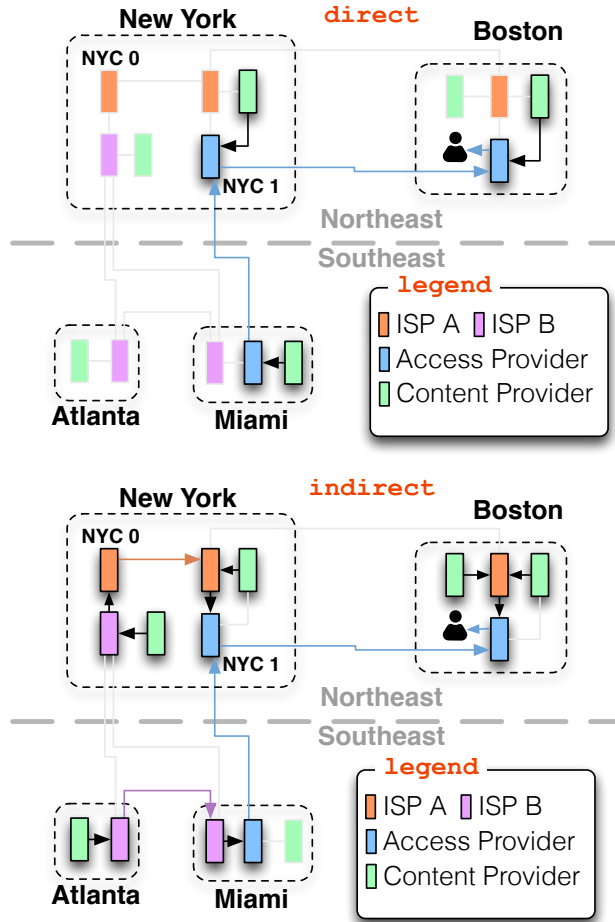 New York
direct
Boston
NYC 0
NYC 1
Northeast
Southeast
legend
ISP A
ISP B
Access Provider
Content Provider
Atlanta
Miami
New York
indirect
Boston
NYC 0
NYC 1
Northeast
Southeast
legend
ISP A
ISP B
Access Provider
Content Provider
Atlanta
Miami